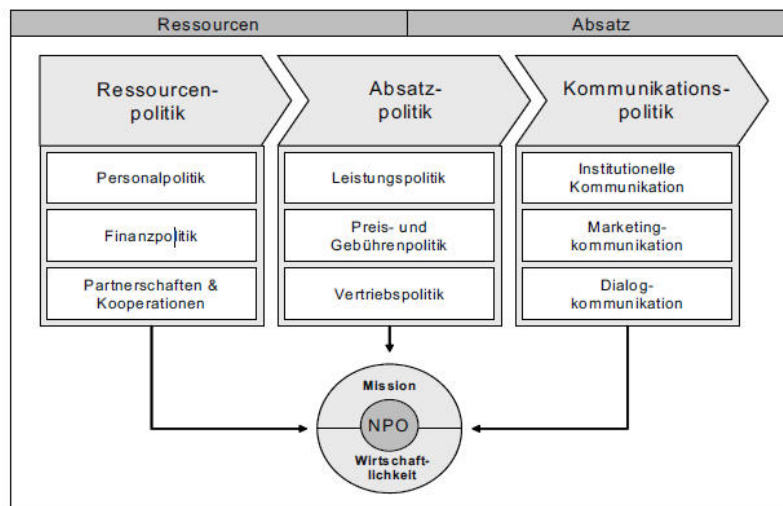 Ressourcen
Absatz
Ressourcen-
politik
Absatz-
politik
Kommunikations-
politik
Personalpolitik
Finanzpolitik
Partnerschaften &
Kooperationen
Leistungspolitik
Preis- und
Gebührenpolitik
Vertriebspolitik
Institutionelle
Kommunikation
Marketing-
kommunikation
Dialog-
kommunikation
Mission
NPO
Wirtschaft-
lichkeit